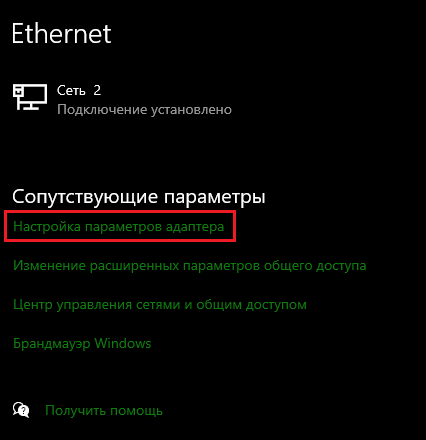 Ethernet
Сеть 2
Подключение установлено
Сопутствующие параметры
Настройка параметров адаптера
Изменение расширенных параметров общего доступа
Центр управления сетями и общим доступом
Брандмауэр Windows
Получить помощь